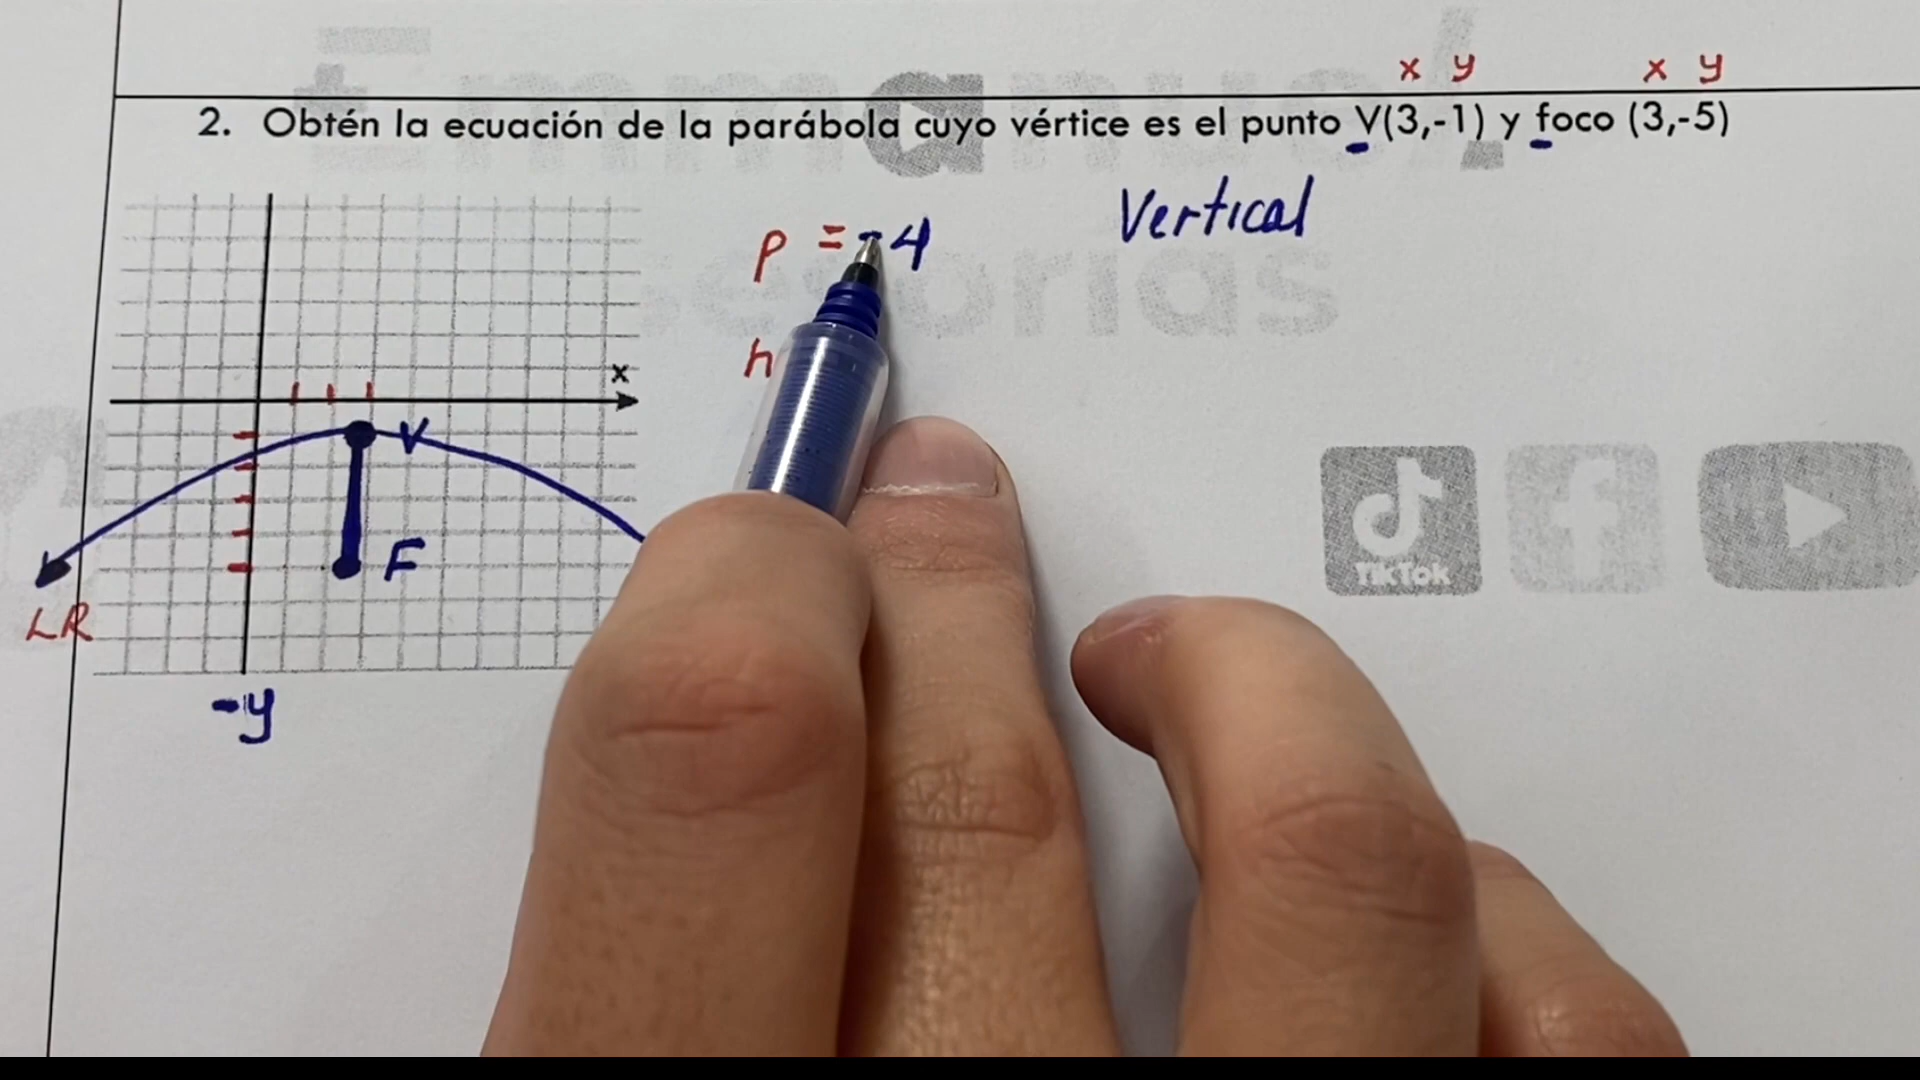 x y x y
2. Obtén la ecuación de la parábola cuyo vértice es el punto V(3,-1) y foco (3,-5)
Vertical
p = -4
h
x
V
F
LR
-y
TikTok